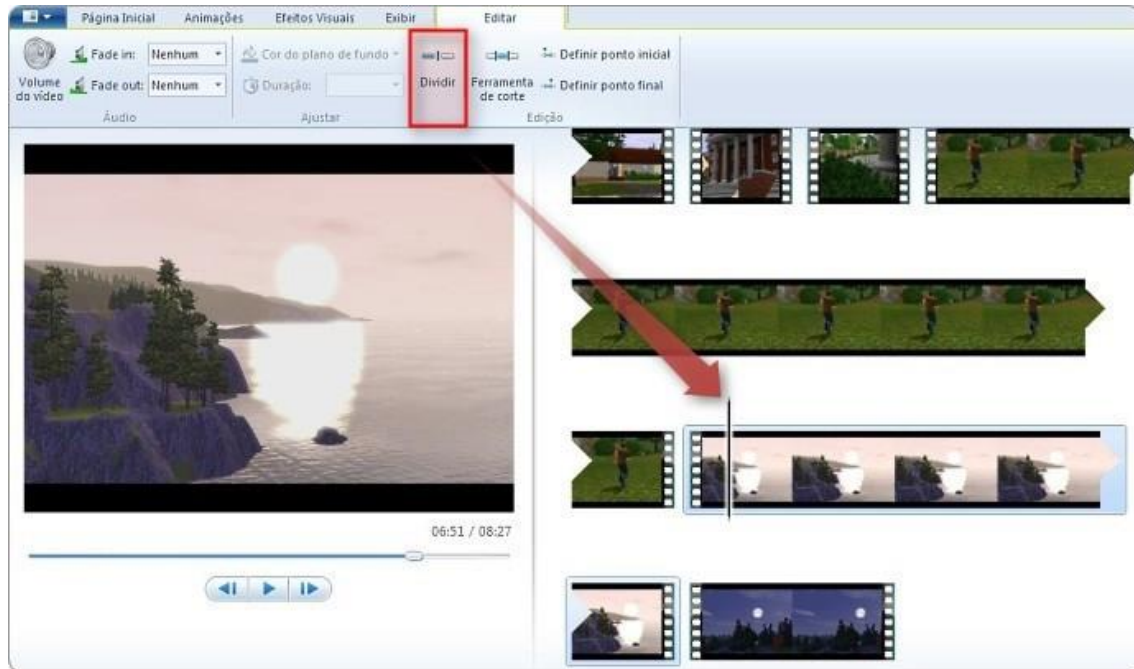 Página Inicial Animações Efeitos Visuais Exibir Editar
Volume do vídeo
Fade in: Nenhum
Fade out: Nenhum
Áudio
Cor do plano de fundo
Duração:
Ajustar
Dividir
Ferramenta de corte
Definir ponto inicial
Definir ponto final
Edição
06:51 / 08:27